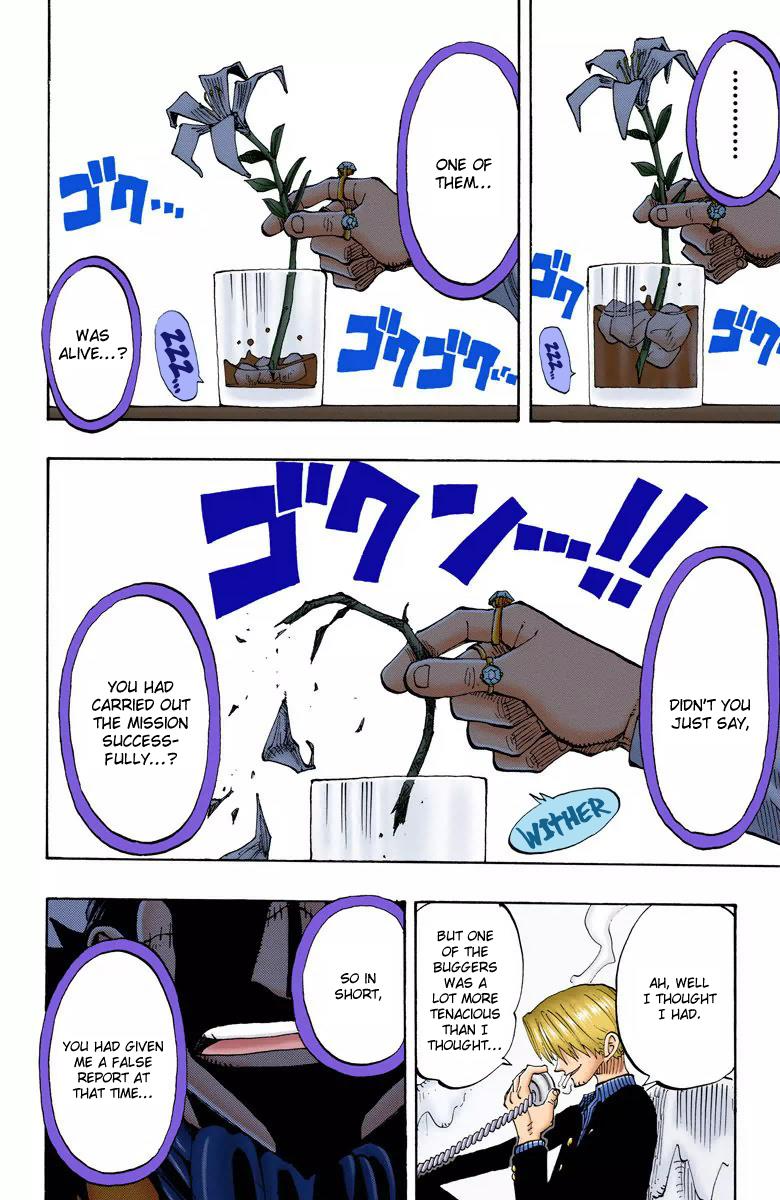 ………
ゴク
ゴク…
zzz...
ONE OF
THEM...
ゴク…
ゴクゴク…
zzz...
WAS
ALIVE...?
ゴクン…!!
DIDN'T YOU
JUST SAY,
YOU HAD
CARRIED OUT
THE MISSION
SUCCESS-
FULLY...?
WITHER
AH, WELL
I THOUGHT
I HAD.
BUT ONE
OF THE
BUGGERS
WAS A
LOT MORE
TENACIOUS
THAN I
THOUGHT...
SO IN
SHORT,
YOU HAD GIVEN
ME A FALSE
REPORT AT
THAT TIME...